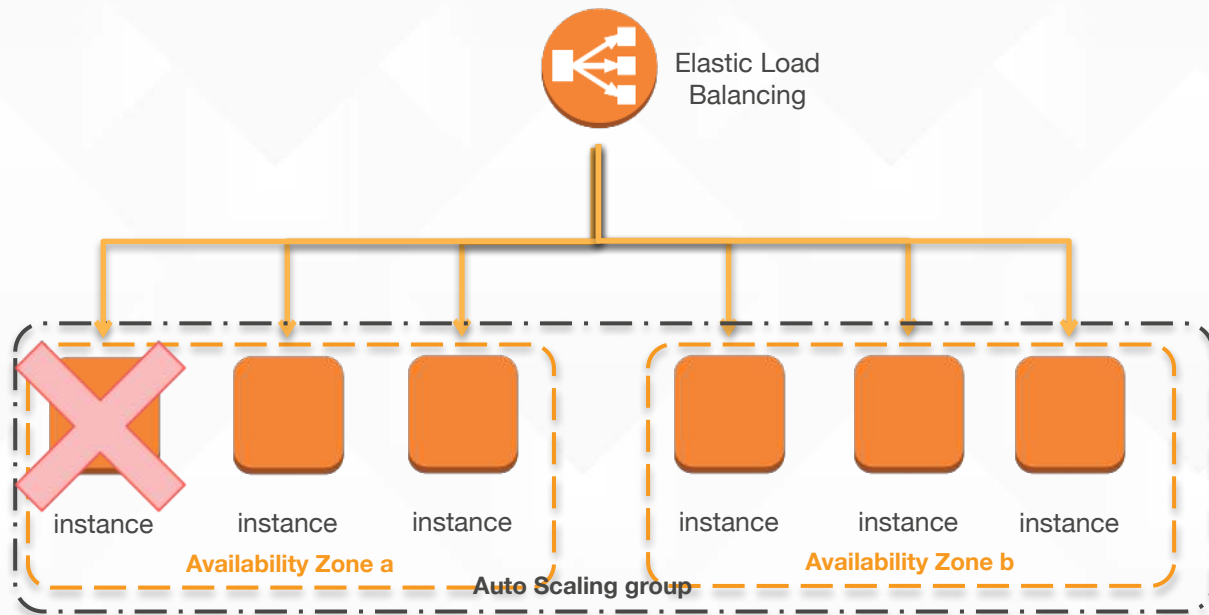 Elastic Load
Balancing
instance
instance
instance
instance
instance
instance
Availability Zone a
Availability Zone b
Auto Scaling group